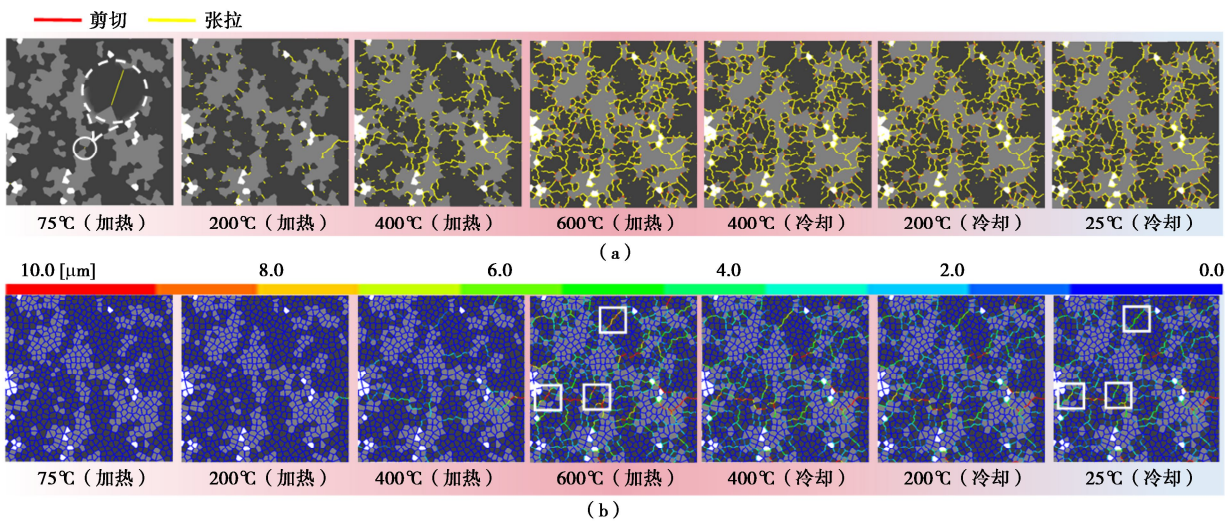 剪切 张拉
75℃（加热） 200℃（加热） 400℃（加热） 600℃（加热） 400℃（冷却） 200℃（冷却） 25℃（冷却）
（a）
10.0 [μm] 8.0 6.0 4.0 2.0 0.0
75℃（加热） 200℃（加热） 400℃（加热） 600℃（加热） 400℃（冷却） 200℃（冷却） 25℃（冷却）
（b）